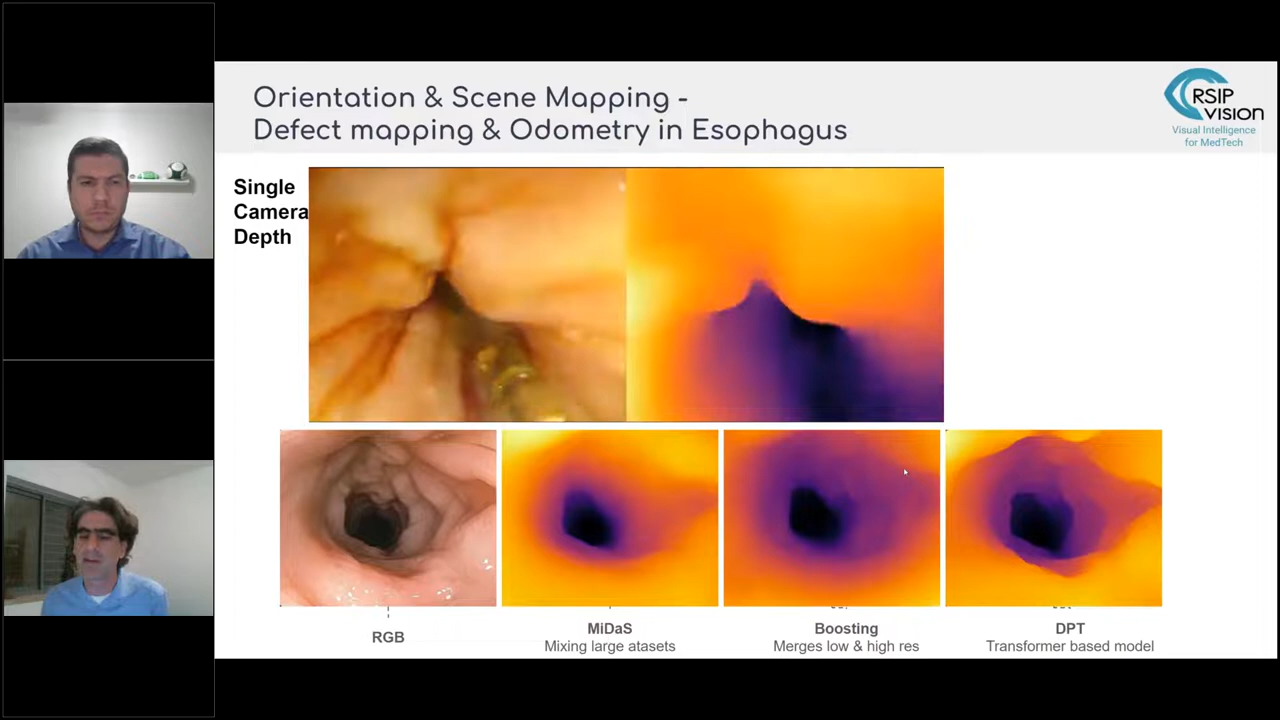 Orientation & Scene Mapping -
Defect mapping & Odometry in Esophagus
RSIP
vision
Visual Intelligence
for MedTech
Single
Camera
Depth
RGB
MiDaS
Mixing large atasets
Boosting
Merges low & high res
DPT
Transformer based model